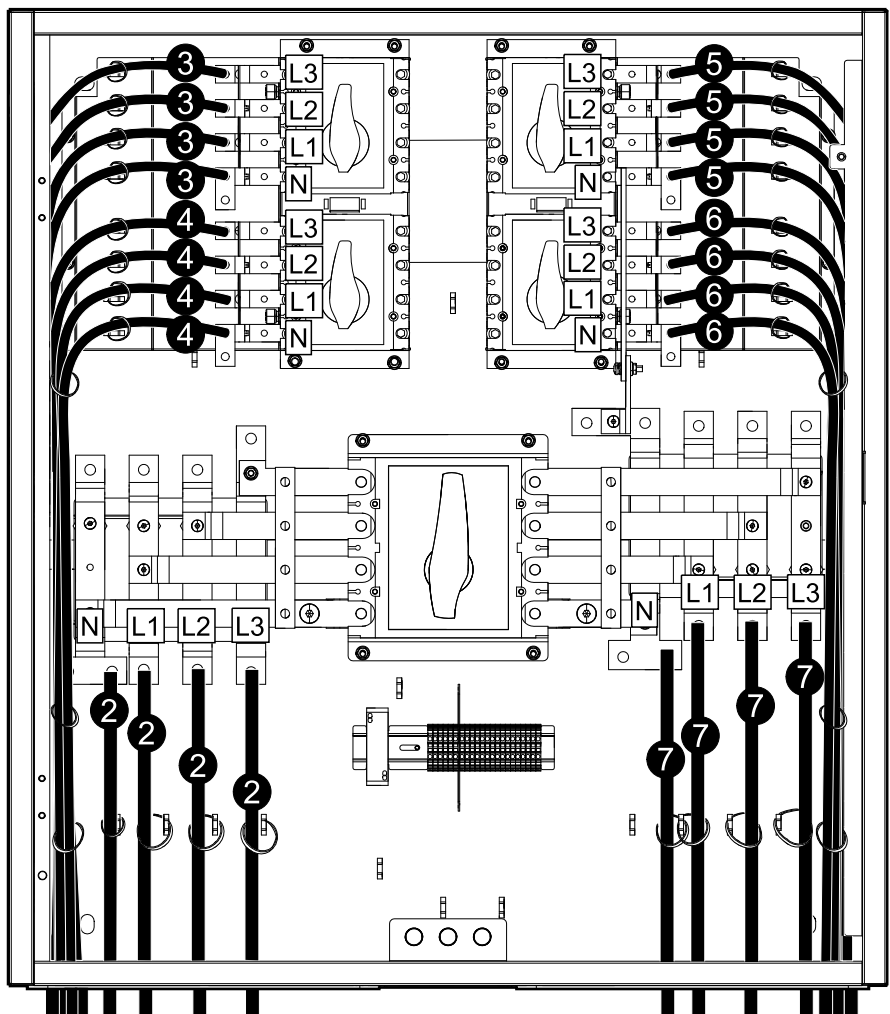 3 L3 L3 5
3 L2 L2 5
3 L1 L1 5
3 N N 5
4 L3 L3 6
4 L2 L2 6
4 L1 L1 6
4 N N 6
N L1 L2 L3 N L1 L2 L3
2 2 2 2 7 7 7 7